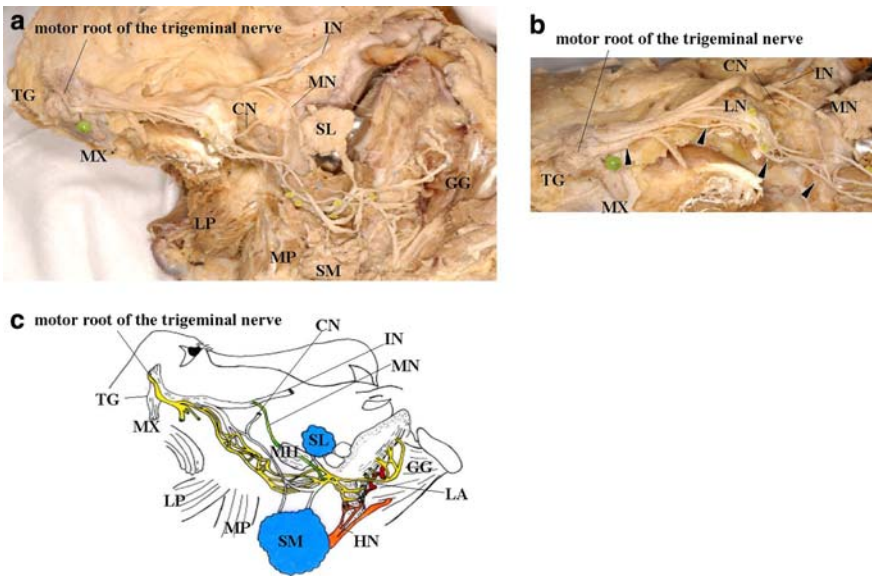 a
motor root of the trigeminal nerve
IN
MN
TG
CN
SL
MX
GG
LP
MP
SM
b
motor root of the trigeminal nerve
CN
IN
LN
MN
TG
MX
c
motor root of the trigeminal nerve
CN
IN
MN
TG
MX
MH
SL
GG
LP
LA
MP
SM
HN